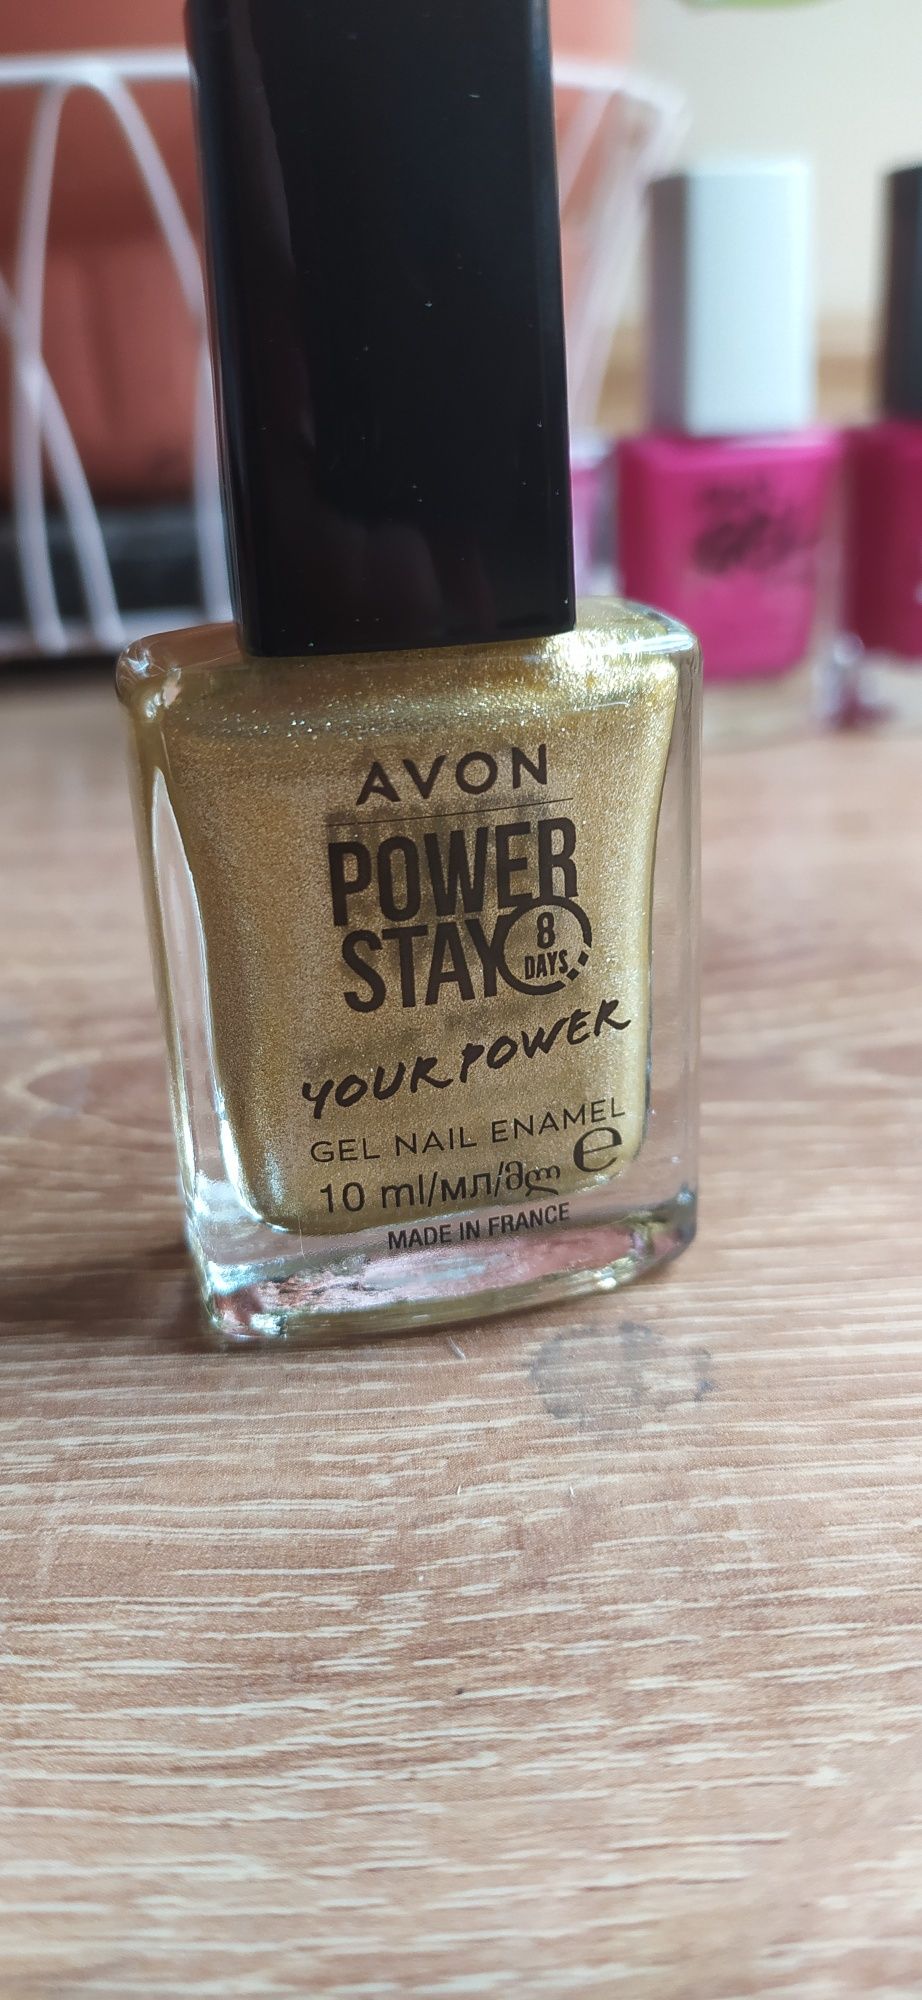 AVON
POWER
STAY 8
DAYS
YOUR POWER
GEL NAIL ENAMEL
10 ml/мл/მლ e
MADE IN FRANCE